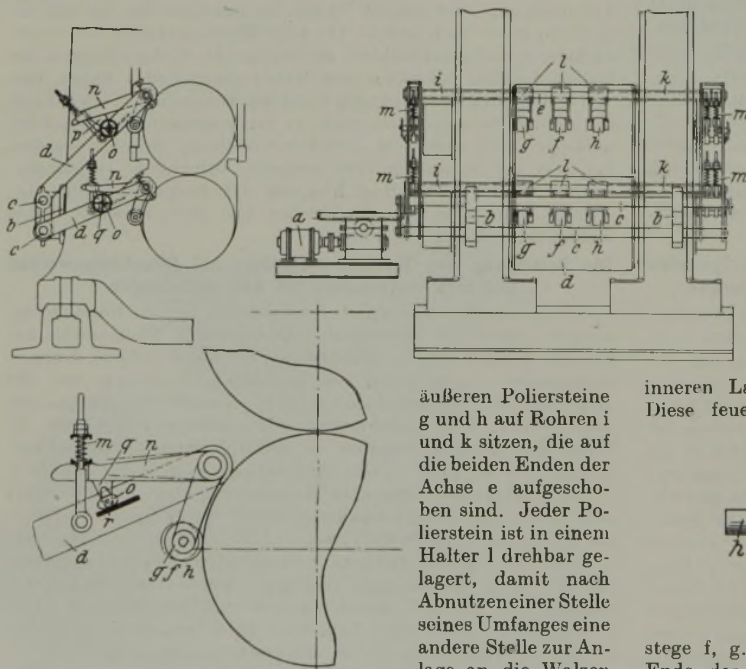 n
p
o
d
c
b
c
n
q
o
d
i
l
k
e
m
m
g
f
h
m
i
l
k
m
a
b
c
b
g
f
h
c
d
m
q
n
o
r
d
g f h
äußeren Poliersteine
g und h auf Rohren i
und k sitzen, die auf
die beiden Enden der
Achse e aufgescho-
ben sind. Jeder Po-
lierstein ist in einem
Halter l drehbar ge-
lagert, damit nach
Abnutzen einer Stelle
seines Umfanges eine
andere Stelle zur An-
inneren
Diese feue
h
stege f, g.